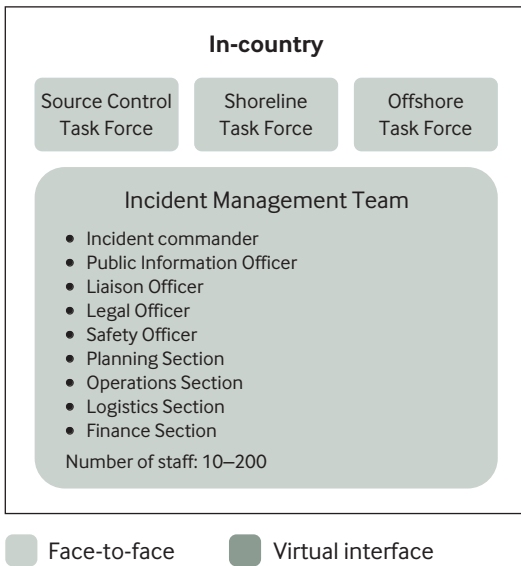 In-country
Source Control
Task Force
Shoreline
Task Force
Offshore
Task Force
Incident Management Team
• Incident commander
• Public Information Officer
• Liaison Officer
• Legal Officer
• Safety Officer
• Planning Section
• Operations Section
• Logistics Section
• Finance Section
Number of staff: 10–200
Face-to-face
Virtual interface